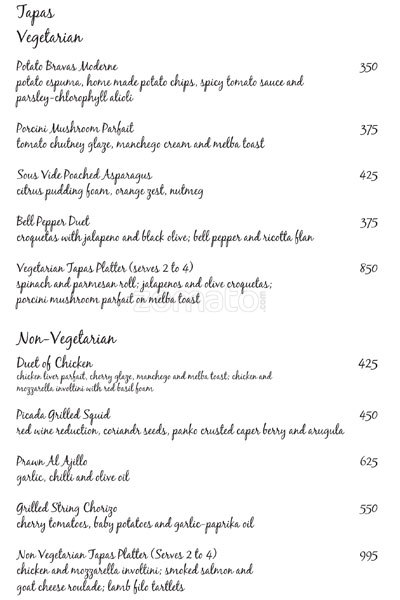 Tapas
Vegetarian
Potato Bravas Moderne 350
potato espuma, home made potato chips, spicy tomato sauce and
parsley-chlorophyll alioli
Porcini Mushroom Parfait 375
tomato chutney glaze, manchego cream and melba toast
Sous Vide Poached Asparagus 425
citrus pudding foam, orange zest, nutmeg
Bell Pepper Duet 375
croquetas with jalapeno and black olive; bell pepper and ricotta flan
Vegetarian Tapas Platter (serves 2 to 4) 850
spinach and parmesan roll; jalapenos and olive croquetas;
porcini mushroom parfait on melba toast
zomato.com
Non-Vegetarian
Duet of Chicken 425
chicken liver parfait, cherry glaze, manchego and melba toast; chicken and
mozzarella invottini with red basil foam
Picada Grilled Squid 450
red wine reduction, coriandr seeds, panko crusted caper berry and arugula
Prawn Al Ajillo 625
garlic, chilli and olive oil
Grilled String Chorizo 550
cherry tomatoes, baby potatoes and garlic-paprika oil
Non Vegetarian Tapas Platter (Serves 2 to 4) 995
chicken and mozzarella invottini; smoked salmon and
goat cheese roulade; lamb filo tartlets